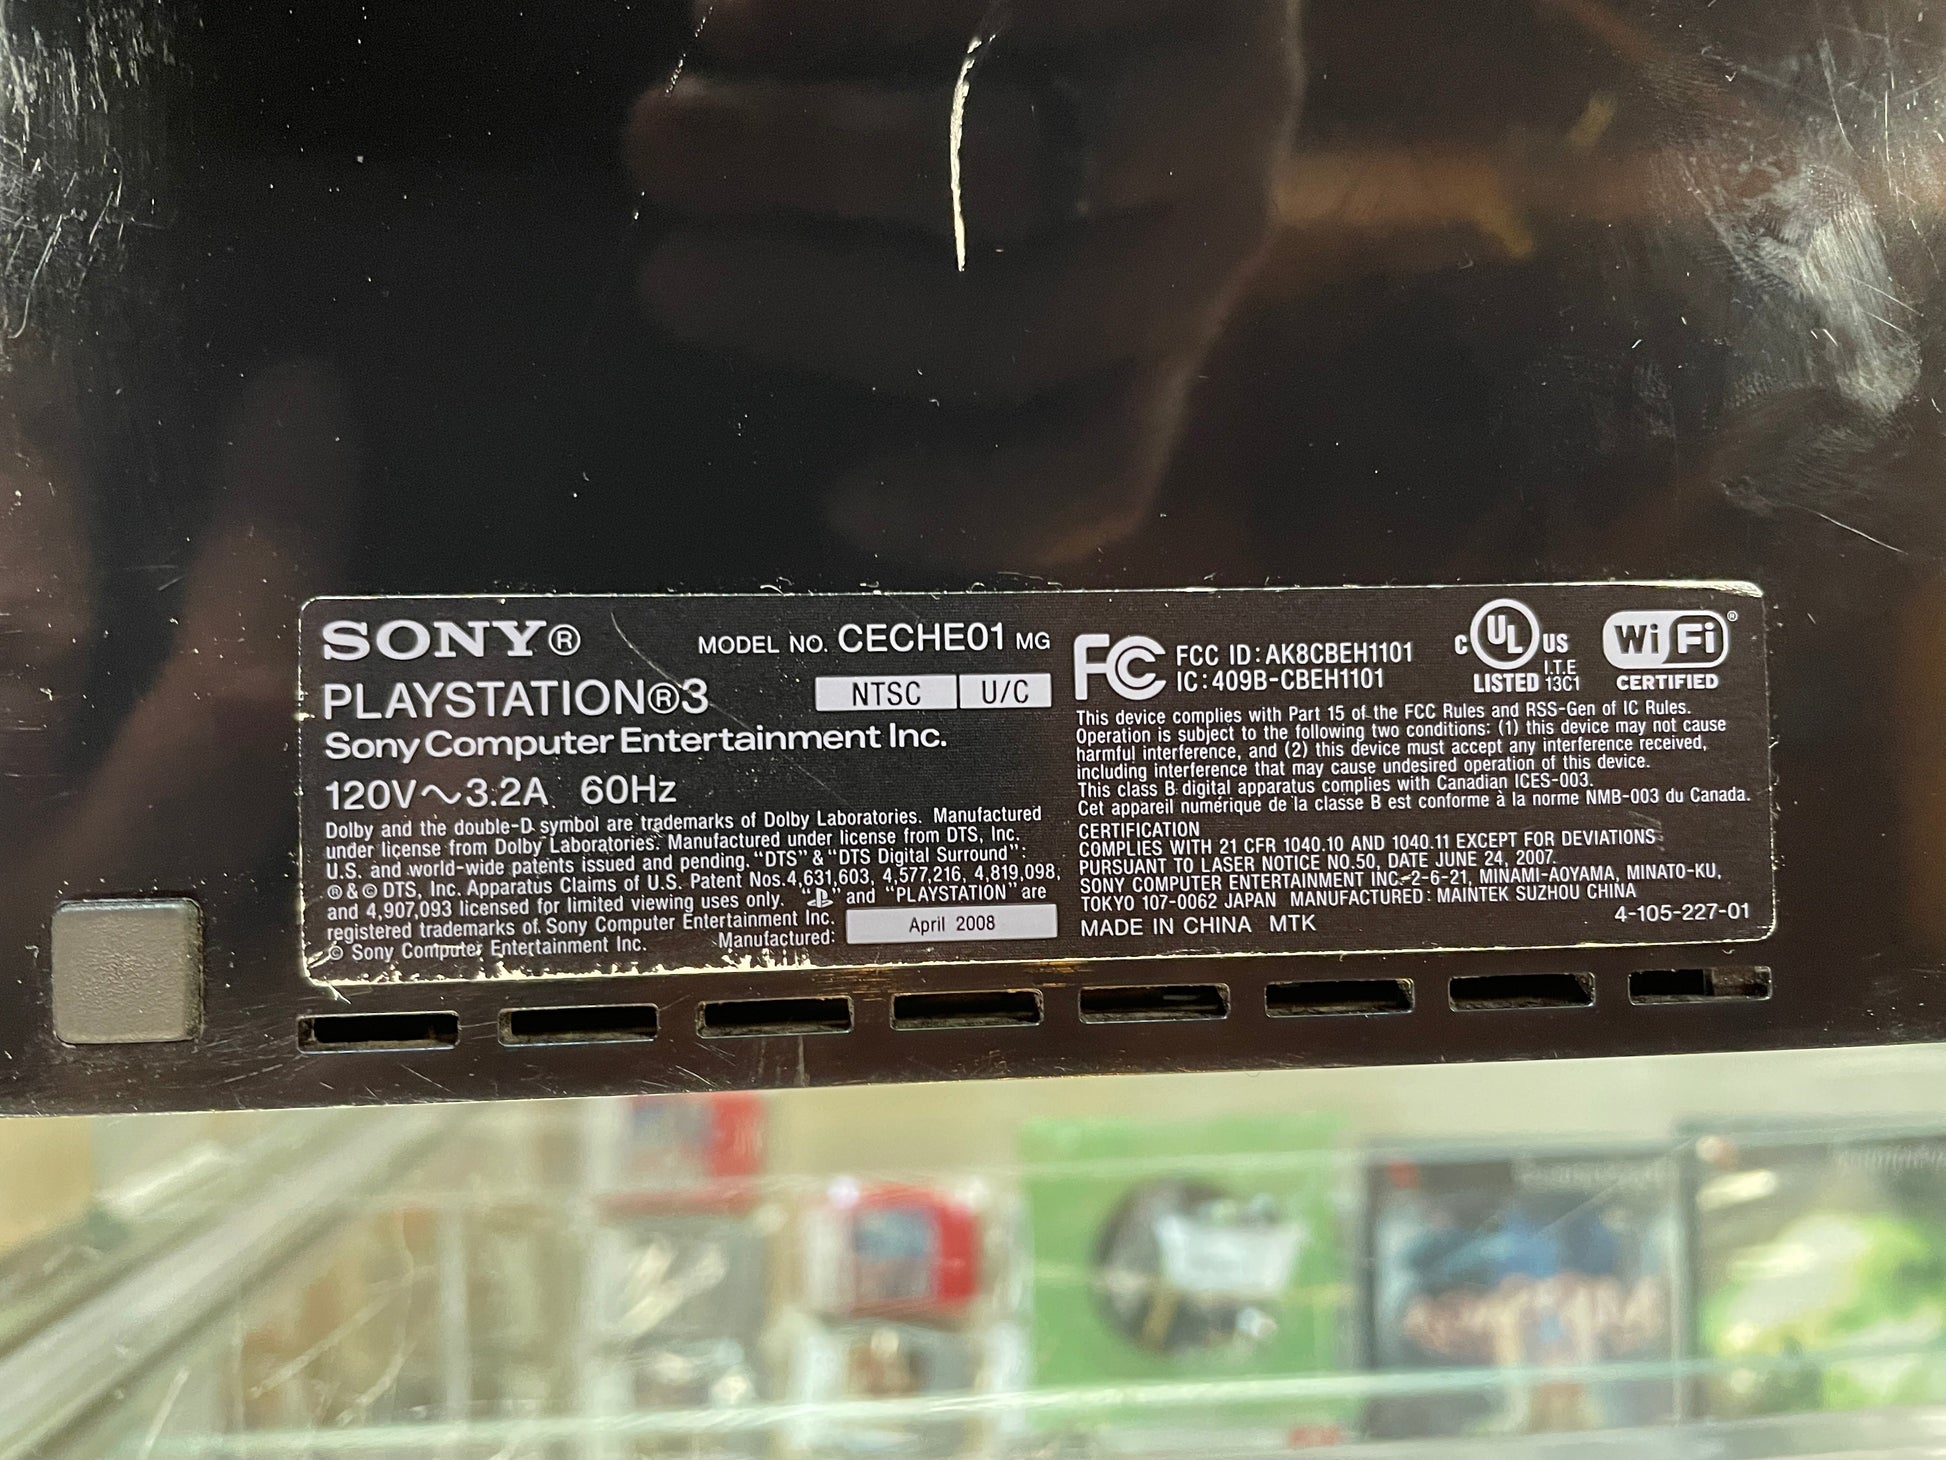 SONY®
MODEL NO. CECHE01 MG
PLAYSTATION®3
NTSC U/C
Sony Computer Entertainment Inc.
120V～3.2A 60Hz
Dolby and the double-D symbol are trademarks of Dolby Laboratories. Manufactured
under license from Dolby Laboratories. Manufactured under license from DTS, Inc.
U.S. and world-wide patents issued and pending. "DTS" & "DTS Digital Surround":
® & © DTS, Inc. Apparatus Claims of U.S. Patent Nos.4,631,603, 4,577,216, 4,819,098,
and 4,907,093 licensed for limited viewing uses only. " " and "PLAYSTATION" are
registered trademarks of Sony Computer Entertainment Inc.
© Sony Computer Entertainment Inc.
Manufactured: April 2008
FC FCC ID:AK8CBEH1101
IC:409B-CBEH1101
C UL US
LISTED I.T.E 13C1
Wi Fi®
CERTIFIED
This device complies with Part 15 of the FCC Rules and RSS-Gen of IC Rules.
Operation is subject to the following two conditions: (1) this device may not cause
harmful interference, and (2) this device must accept any interference received,
including interference that may cause undesired operation of this device.
This class B digital apparatus complies with Canadian ICES-003.
Cet appareil numérique de la classe B est conforme à la norme NMB-003 du Canada.
CERTIFICATION
COMPLIES WITH 21 CFR 1040.10 AND 1040.11 EXCEPT FOR DEVIATIONS
PURSUANT TO LASER NOTICE NO.50, DATE JUNE 24, 2007.
SONY COMPUTER ENTERTAINMENT INC. 2-6-21, MINAMI-AOYAMA, MINATO-KU,
TOKYO 107-0062 JAPAN MANUFACTURED: MAINTEK SUZHOU CHINA
MADE IN CHINA MTK
4-105-227-01